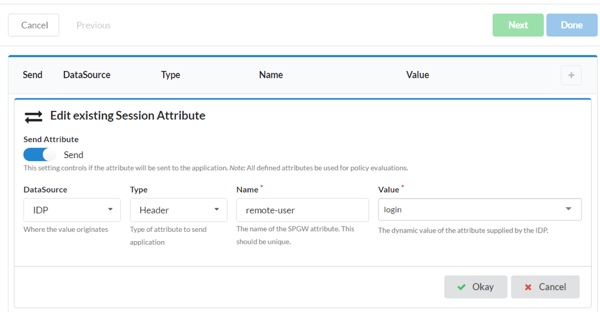 Cancel Previous Next Done
Send DataSource Type Name Value +
Edit existing Session Attribute
Send Attribute
Send
This setting controls if the attribute will be sent to the application. Note: All defined attributes be used for policy evaluations.
DataSource Type Name * Value *
IDP Header remote-user login
Where the value originates Type of attribute to send The name of the SPGW attribute. This The dynamic value of the attribute supplied by the IDP.
application should be unique.
Okay Cancel